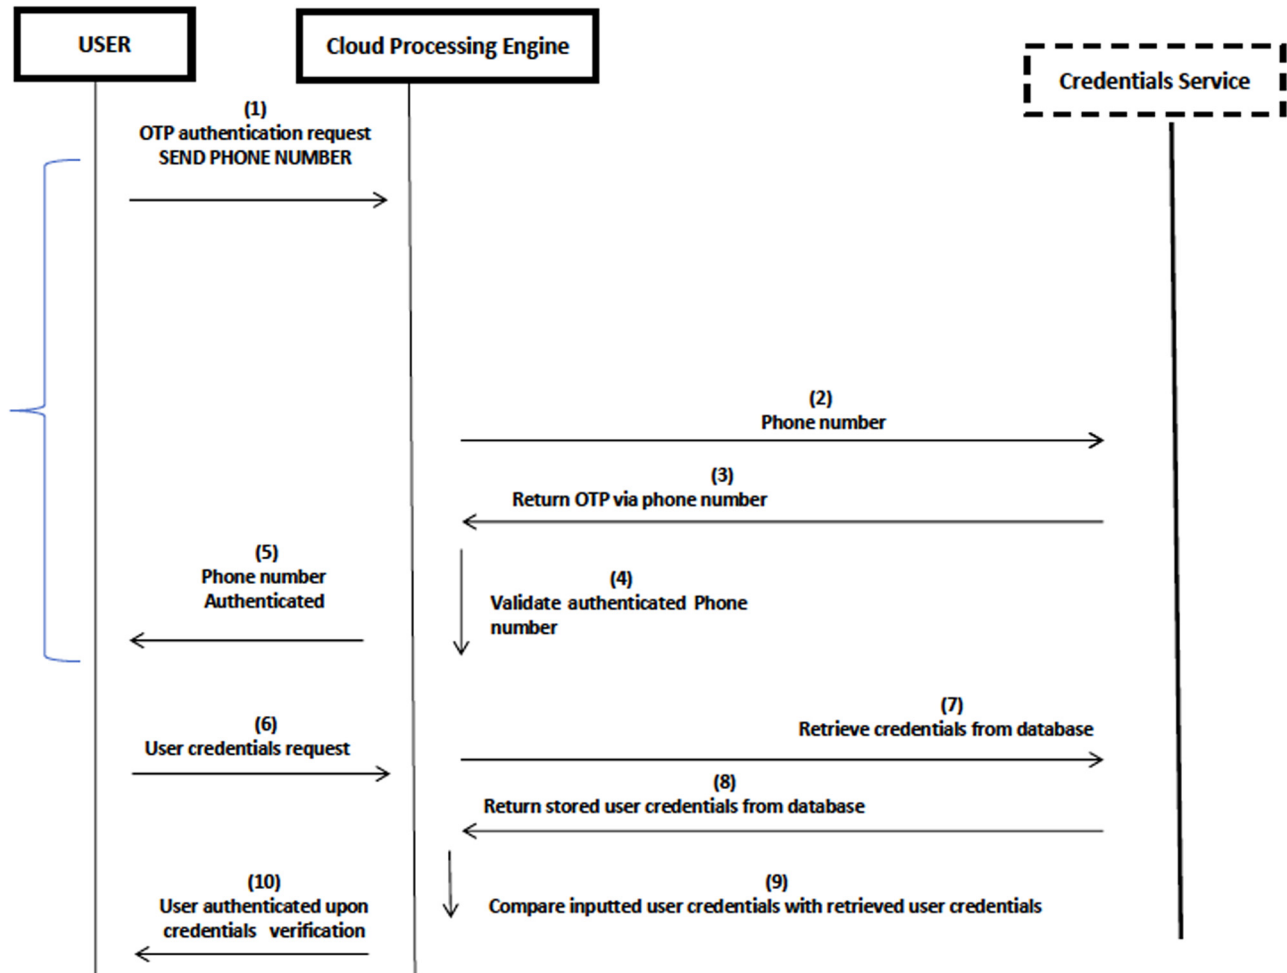 USER
Cloud Processing Engine
Credentials Service
(1)
OTP authentication request
SEND PHONE NUMBER
(2)
Phone number
(3)
Return OTP via phone number
(5)
Phone number
Authenticated
(4)
Validate authenticated Phone
number
(6)
User credentials request
(7)
Retrieve credentials from database
(8)
Return stored user credentials from database
(10)
User authenticated upon
credentials verification
(9)
Compare inputted user credentials with retrieved user credentials